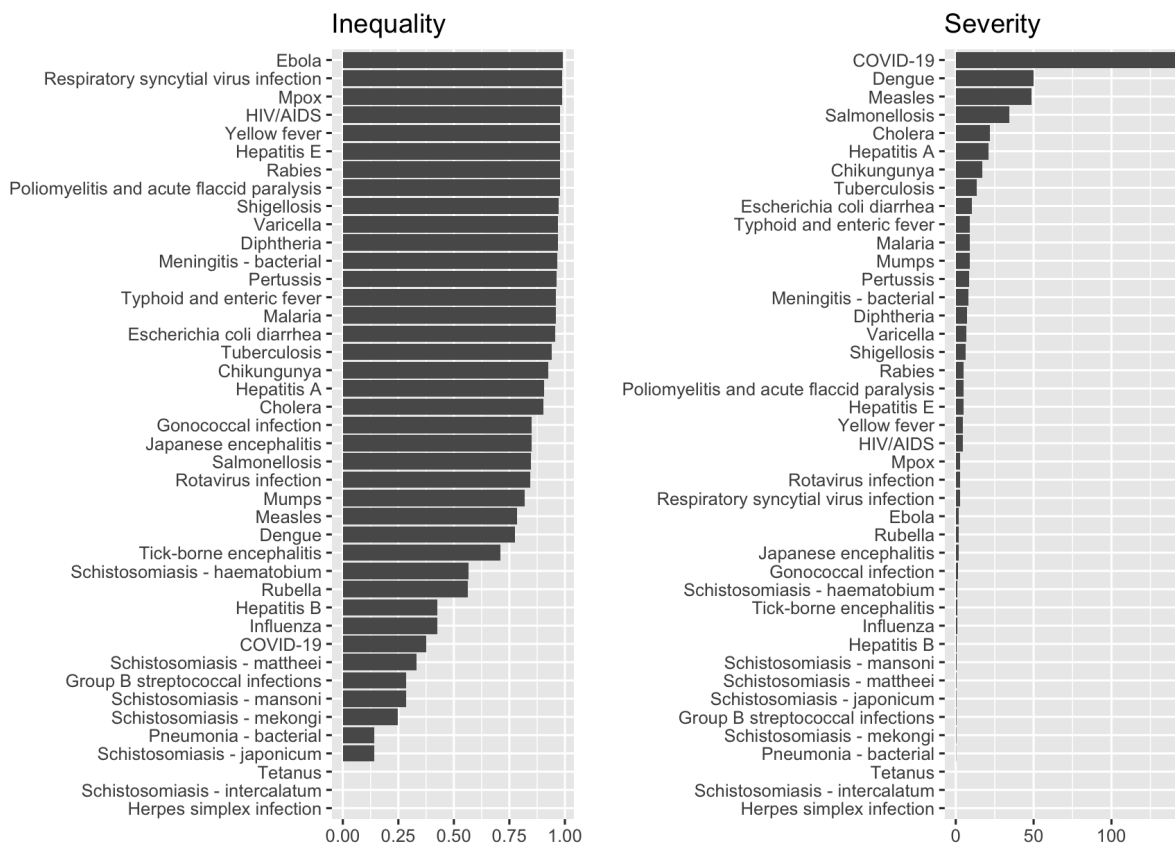 Inequality
Ebola
Respiratory syncytial virus infection
Mpox
HIV/AIDS
Yellow fever
Hepatitis E
Rabies
Poliomyelitis and acute flaccid paralysis
Shigellosis
Varicella
Diphtheria
Meningitis - bacterial
Pertussis
Typhoid and enteric fever
Malaria
Escherichia coli diarrhea
Tuberculosis
Chikungunya
Hepatitis A
Cholera
Gonococcal infection
Japanese encephalitis
Salmonellosis
Rotavirus infection
Mumps
Measles
Dengue
Tick-borne encephalitis
Schistosomiasis - haematobium
Rubella
Hepatitis B
Influenza
COVID-19
Schistosomiasis - mattheei
Group B streptococcal infections
Schistosomiasis - mansoni
Schistosomiasis - mekongi
Pneumonia - bacterial
Schistosomiasis - japonicum
Tetanus
Schistosomiasis - intercalatum
Herpes simplex infection
0.00 0.25 0.50 0.75 1.00
Severity
COVID-19
Dengue
Measles
Salmonellosis
Cholera
Hepatitis A
Chikungunya
Tuberculosis
Escherichia coli diarrhea
Typhoid and enteric fever
Malaria
Mumps
Pertussis
Meningitis - bacterial
Diphtheria
Varicella
Shigellosis
Rabies
Poliomyelitis and acute flaccid paralysis
Hepatitis E
Yellow fever
HIV/AIDS
Mpox
Rotavirus infection
Respiratory syncytial virus infection
Ebola
Rubella
Japanese encephalitis
Gonococcal infection
Schistosomiasis - haematobium
Tick-borne encephalitis
Influenza
Hepatitis B
Schistosomiasis - mansoni
Schistosomiasis - mattheei
Schistosomiasis - japonicum
Group B streptococcal infections
Schistosomiasis - mekongi
Pneumonia - bacterial
Tetanus
Schistosomiasis - intercalatum
Herpes simplex infection
0 50 100